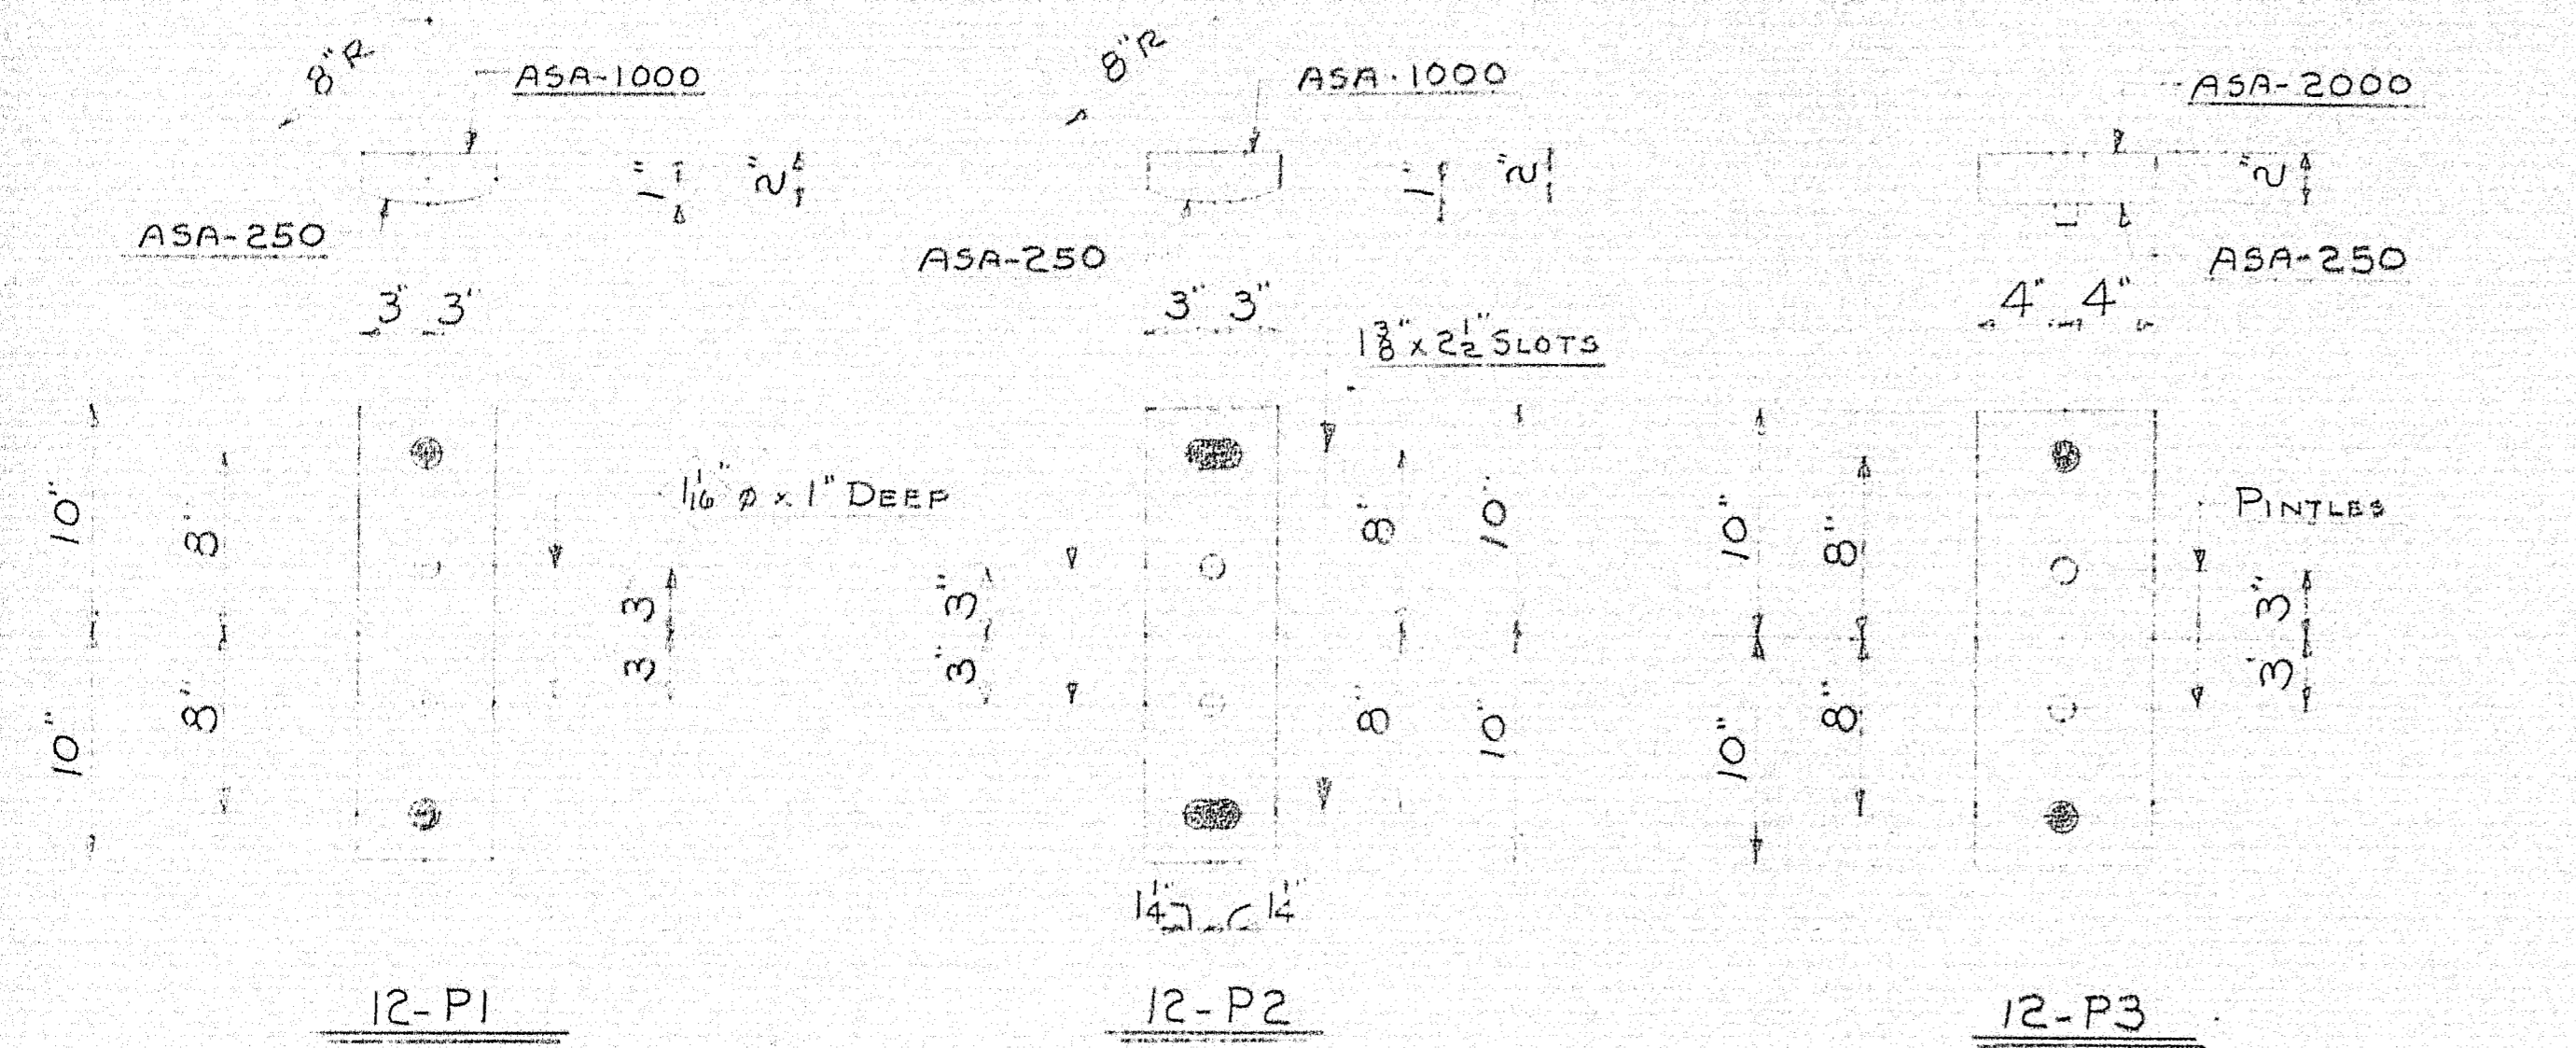 8"R
ASA-1000
1"
2"
ASA-250
3" 3"
10"
8"
1 1/16" ø x 1" DEEP
3
3
8"
10"
12-P1
8"R
ASA-1000
1"
2"
ASA-250
3" 3"
1 3/8" x 2 1/2" SLOTS
3"
3"
8"
10"
8"
10"
1 1/4" 1 1/4"
12-P2
ASA-2000
2"
ASA-250
4" 4"
10"
8"
PINTLES
3"
3"
8"
10"
12-P3